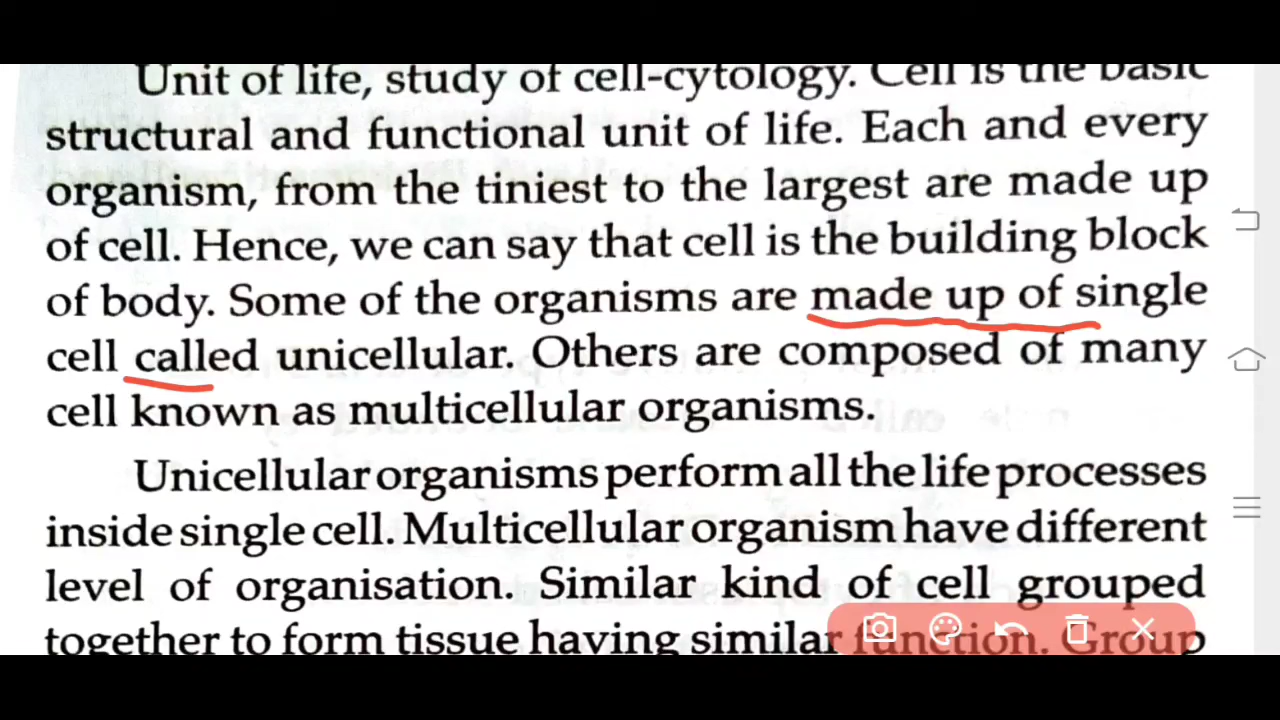 Unit of life, study of cell-cytology. Cell is the basic
structural and functional unit of life. Each and every
organism, from the tiniest to the largest are made up
of cell. Hence, we can say that cell is the building block
of body. Some of the organisms are made up of single
cell called unicellular. Others are composed of many
cell known as multicellular organisms.
Unicellular organisms perform all the life processes
inside single cell. Multicellular organism have different
level of organisation. Similar kind of cell grouped
together to form tissue having similar function. Group